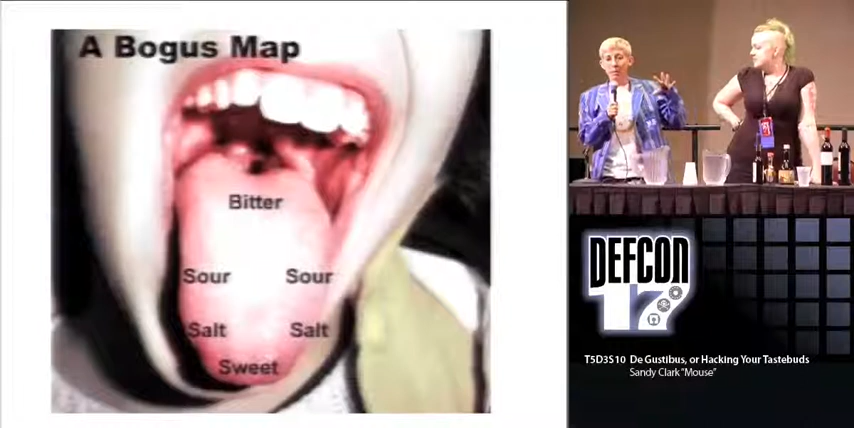 A Bogus Map
Bitter
Sour Sour
Salt Salt
Sweet
DEFCON
17
T5D3S10 De Gustibus, or Hacking Your Tastebuds
Sandy Clark "Mouse"